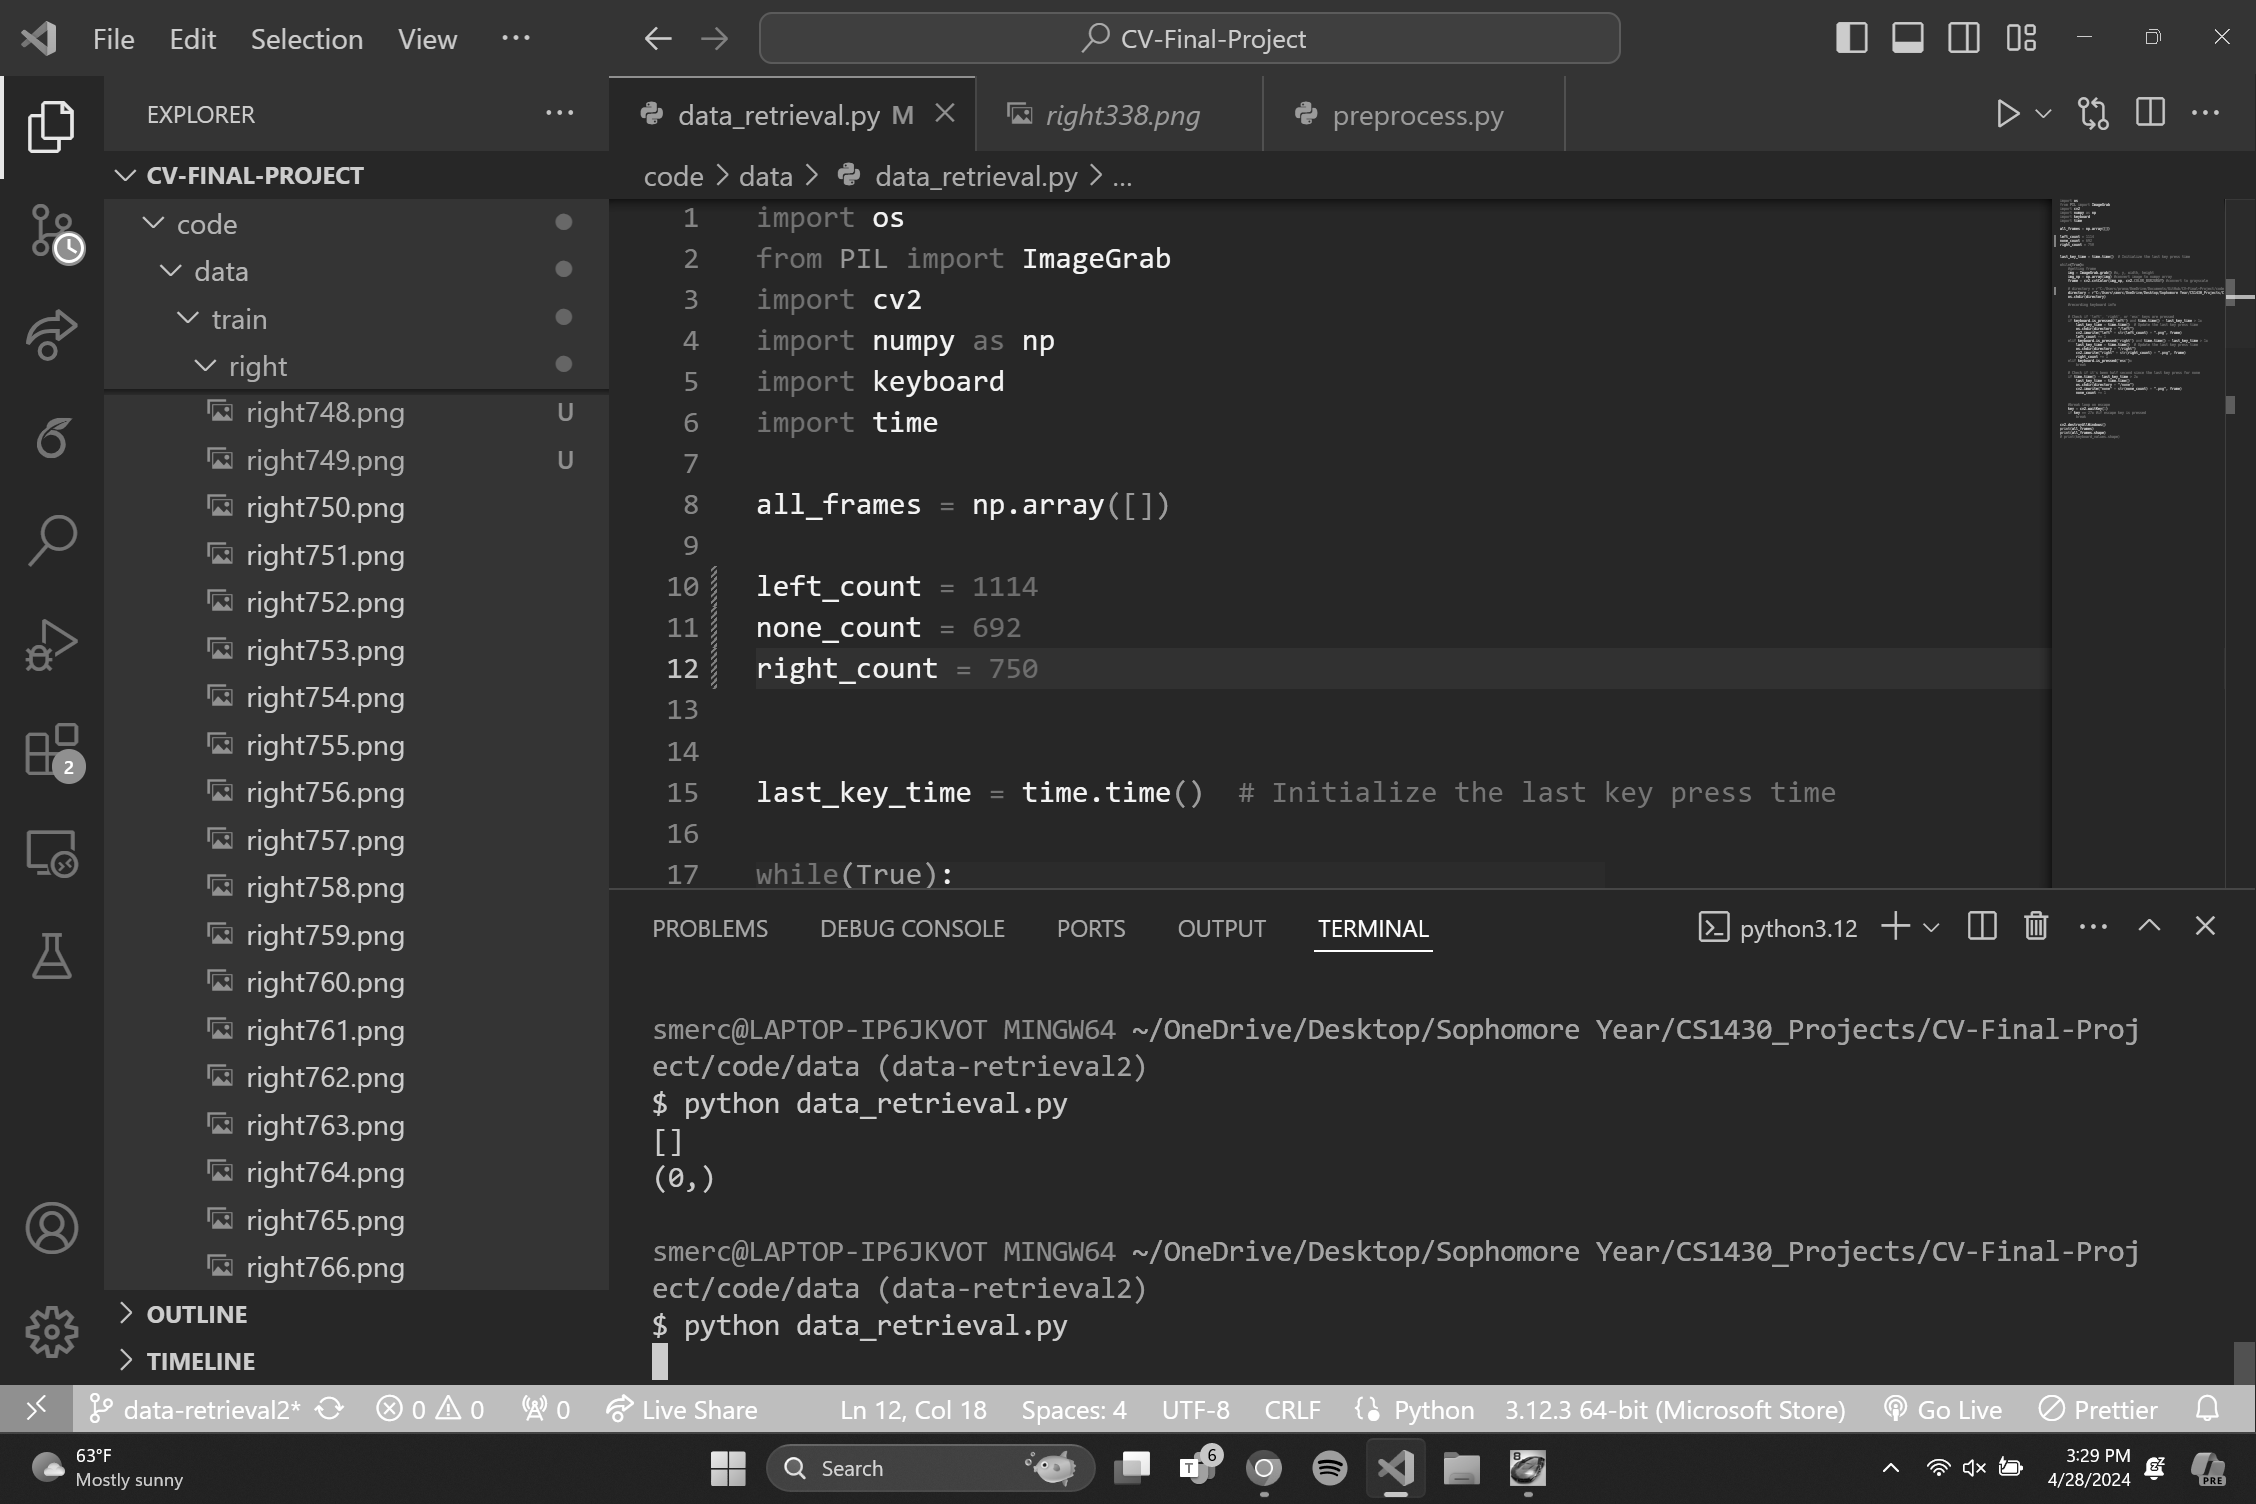 File Edit Selection View ...
CV-Final-Project
EXPLORER
CV-FINAL-PROJECT
code
data
train
right
right748.png U
right749.png U
right750.png
right751.png
right752.png
right753.png
right754.png
right755.png
right756.png
right757.png
right758.png
right759.png
right760.png
right761.png
right762.png
right763.png
right764.png
right765.png
right766.png
OUTLINE
TIMELINE
2
data_retrieval.py M
right338.png
preprocess.py
code > data > data_retrieval.py > ...
1 import os
2 from PIL import ImageGrab
3 import cv2
4 import numpy as np
5 import keyboard
6 import time
7
8 all_frames = np.array([])
9
10 left_count = 1114
11 none_count = 692
12 right_count = 750
13
14
15 last_key_time = time.time()  # Initialize the last key press time
16
17 while(True):
PROBLEMS DEBUG CONSOLE PORTS OUTPUT TERMINAL
python3.12
smerc@LAPTOP-IP6JKVOT MINGW64 ~/OneDrive/Desktop/Sophomore Year/CS1430_Projects/CV-Final-Proj
ect/code/data (data-retrieval2)
$ python data_retrieval.py
[]
(0,)
smerc@LAPTOP-IP6JKVOT MINGW64 ~/OneDrive/Desktop/Sophomore Year/CS1430_Projects/CV-Final-Proj
ect/code/data (data-retrieval2)
$ python data_retrieval.py
data-retrieval2* 0 0 0 Live Share Ln 12, Col 18 Spaces: 4 UTF-8 CRLF Python 3.12.3 64-bit (Microsoft Store) Go Live Prettier
63°F
Mostly sunny
Search
T
6
8
3:29 PM
4/28/2024
PRE